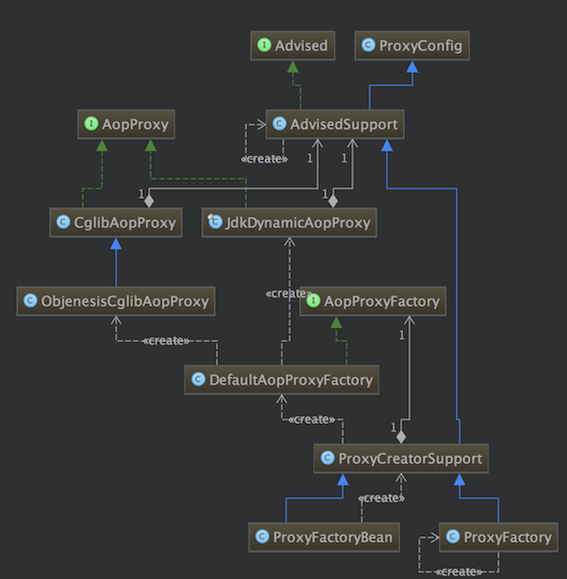 I Advised
C ProxyConfig
I AopProxy
C AdvisedSupport
«create»
1
1
1
1
C CglibAopProxy
C JdkDynamicAopProxy
«create»
C ObjenesisCglibAopProxy
I AopProxyFactory
«create»
1
C DefaultAopProxyFactory
«create»
1
C ProxyCreatorSupport
«create»
C ProxyFactoryBean
C ProxyFactory
«create»